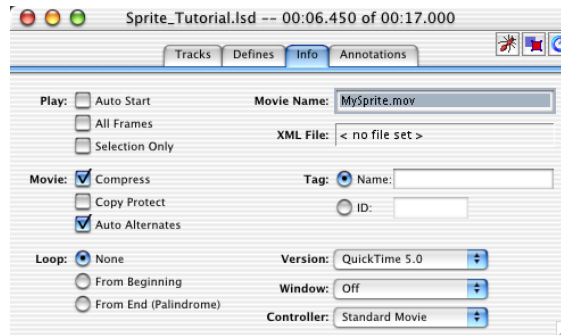 Sprite_Tutorial.lsd -- 00:06.450 of 00:17.000
Tracks Defines Info Annotations
Play: Auto Start
All Frames
Selection Only
Movie Name: MySprite.mov
XML File: < no file set >
Movie: Compress
Copy Protect
Auto Alternates
Tag: Name:
ID:
Loop: None
From Beginning
From End (Palindrome)
Version: QuickTime 5.0
Window: Off
Controller: Standard Movie